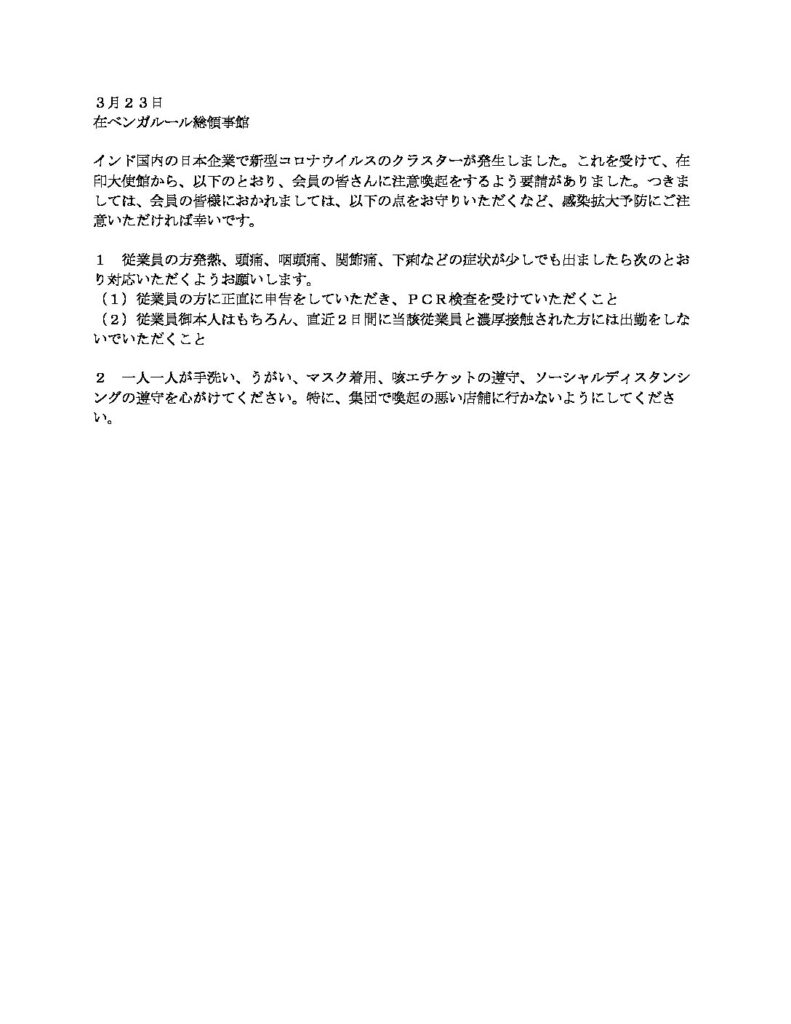 ３月２３日
在ベンガルール総領事館
インド国内の日本企業で新型コロナウイルスのクラスターが発生しました。これを受けて、在
印大使館から、以下のとおり、会員の皆さんに注意喚起をするよう要請がありました。つきま
しては、会員の皆様におかれましては、以下の点をお守りいただくなど、感染拡大予防にご注
意いただければ幸いです。
１　従業員の方発熱、頭痛、咽頭痛、関節痛、下痢などの症状が少しでも出ましたら次のとお
り対応いただくようお願いします。
（１）従業員の方に正直に申告をしていただき、ＰＣＲ検査を受けていただくこと
（２）従業員御本人はもちろん、直近２日間に当該従業員と濃厚接触された方には出勤をしな
いでいただくこと
２　一人一人が手洗い、うがい、マスク着用、咳エチケットの遵守、ソーシャルディスタンシ
ングの遵守を心がけてください。特に、集団で喚起の悪い店舗に行かないようにしてくださ
い。